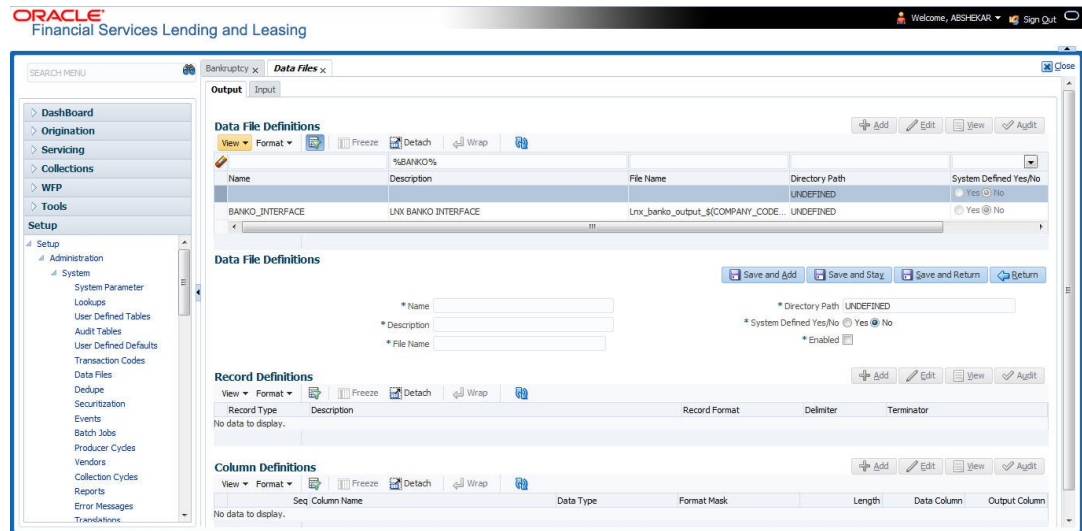 ORACLE®
Financial Services Lending and Leasing
Welcome, ABSHEKAR
Sign Out
SEARCH MENU
Bankruptcy x
Data Files x
Close
DashBoard
Origination
Servicing
Collections
WFP
Tools
Setup
Setup
Administration
System
System Parameter
Lookups
User Defined Tables
Audit Tables
User Defined Defaults
Transaction Codes
Data Files
Dedupe
Securitization
Events
Batch Jobs
Producer Cycles
Vendors
Collection Cycles
Reports
Error Messages
Translations
Output Input
Data File Definitions
Add Edit View Audit
View Format Freeze Detach Wrap
%BANKO%
Name Description File Name Directory Path System Defined Yes/No
UNDEFINED Yes No
BANKO_INTERFACE LNX BANKO INTERFACE Lnx_banko_output_$(COMPANY_CODE... UNDEFINED Yes No
Data File Definitions
Save and Add Save and Stay Save and Return Return
* Name
* Directory Path UNDEFINED
* Description
* System Defined Yes/No Yes No
* File Name
* Enabled
Record Definitions
Add Edit View Audit
View Format Freeze Detach Wrap
Record Type Description Record Format Delimiter Terminator
No data to display.
Column Definitions
Add Edit View Audit
View Format Freeze Detach Wrap
Seq Column Name Data Type Format Mask Length Data Column Output Column
No data to display.